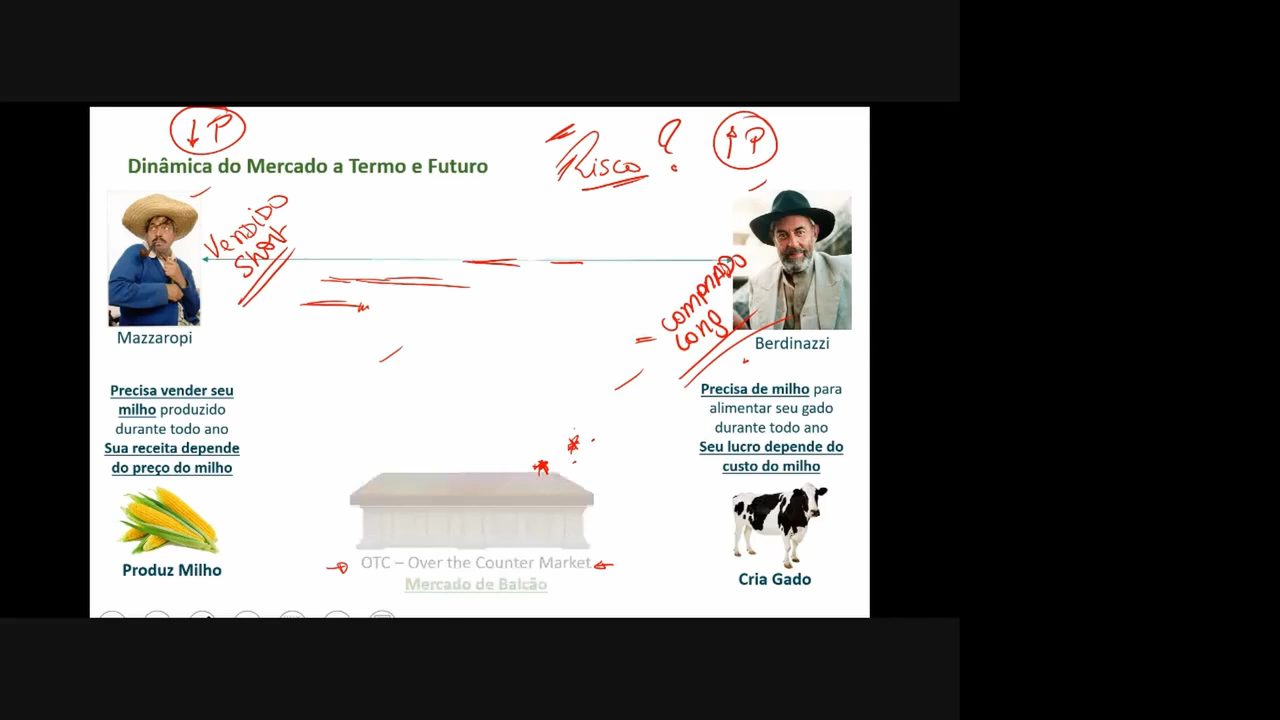 ↓P
Risco ?
↑P
Dinâmica do Mercado a Termo e Futuro
VENDIDO
Short
COMPRADO
Long
Mazzaropi
Berdinazzi
Precisa vender seu
milho produzido
durante todo ano
Sua receita depende
do preço do milho
Precisa de milho para
alimentar seu gado
durante todo ano
Seu lucro depende do
custo do milho
OTC – Over the Counter Market
Mercado de Balcão
Produz Milho
Cria Gado